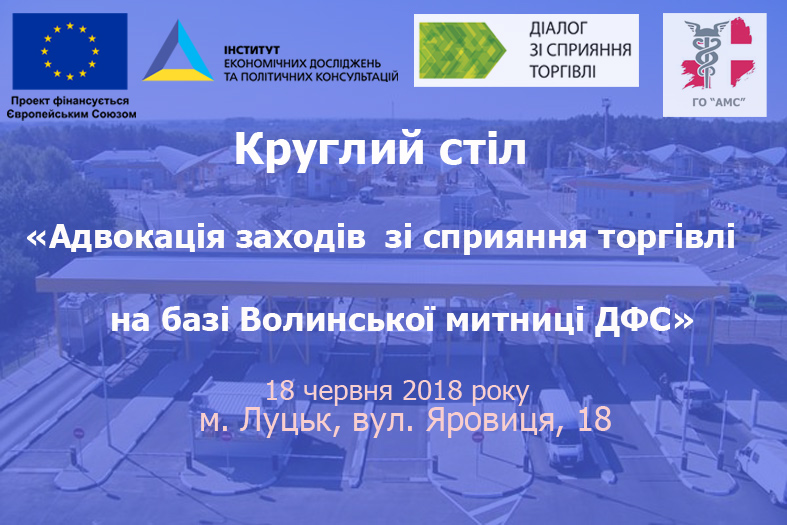 Проект фінансується
Європейським Союзом
ІНСТИТУТ
ЕКОНОМІЧНИХ ДОСЛІДЖЕНЬ
ТА ПОЛІТИЧНИХ КОНСУЛЬТАЦІЙ
ДІАЛОГ
ЗІ СПРИЯННЯ
ТОРГІВЛІ
ГО "АМС"
Круглий стіл
«Адвокація заходів зі сприяння торгівлі
на базі Волинської митниці ДФС»
18 червня 2018 року
м. Луцьк, вул. Яровиця, 18